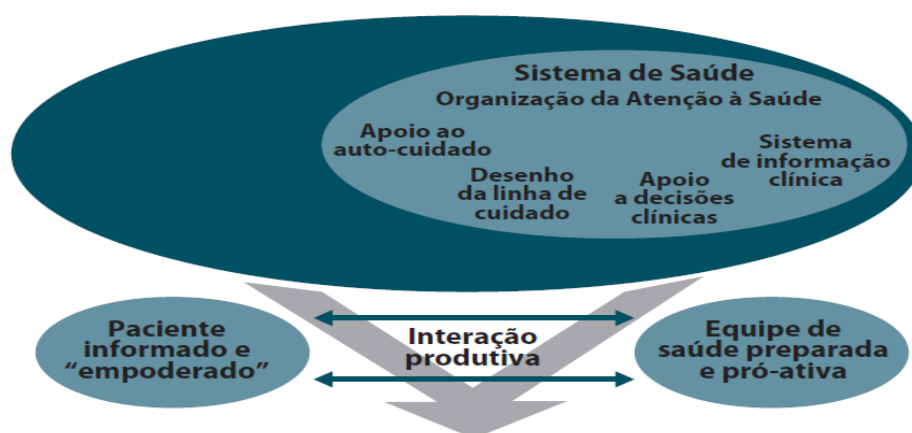 Sistema de Saúde
Organização da Atenção à Saúde
Apoio ao
auto-cuidado
Desenho
da linha de
cuidado
Apoio
a decisões
clínicas
Sistema
de informação
clínica
Paciente
informado e
“empoderado”
Interação
produtiva
Equipe de
saúde preparada
e pró-ativa